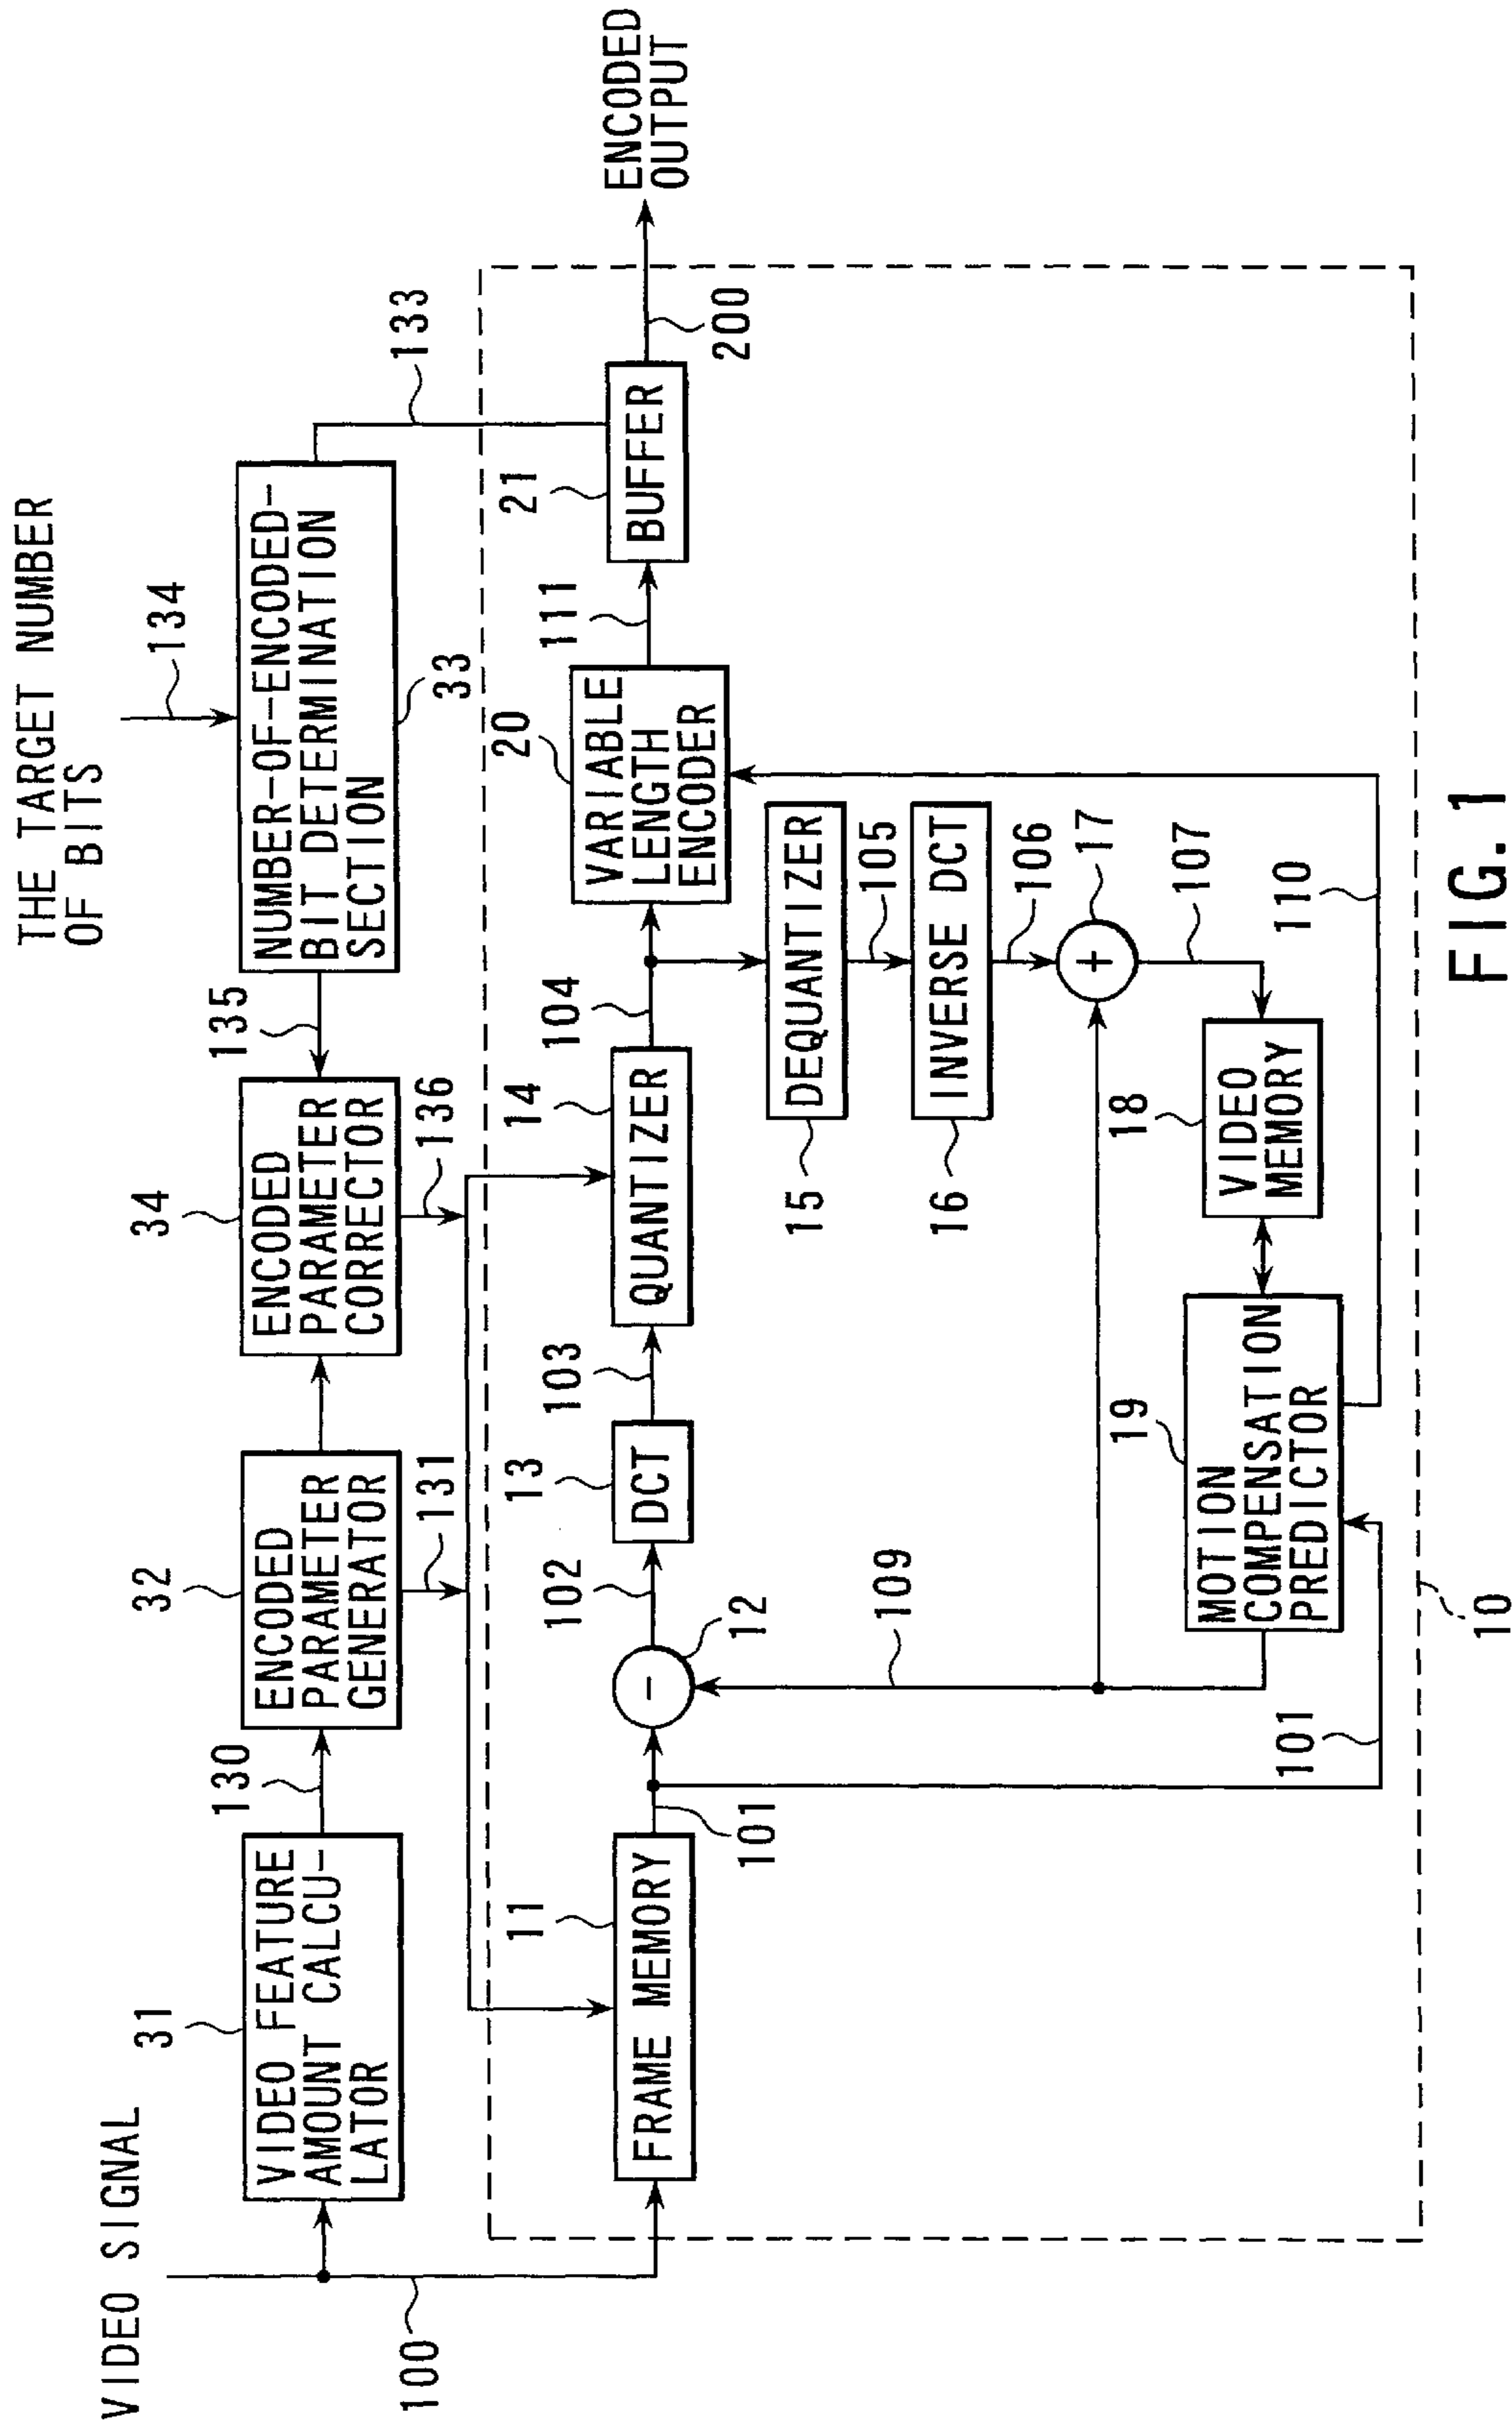 THE TARGET NUMBER
OF BITS
134
VIDEO SIGNAL
31
VIDEO FEATURE
AMOUNT CALCU-
LATOR
130
32
ENCODED
PARAMETER
GENERATOR
131
34
ENCODED
PARAMETER
CORRECTOR
136
135
NUMBER-OF-ENCODED-
BIT DETERMINATION
SECTION
33
133
100
11
FRAME MEMORY
101
12
-
102
13
DCT
103
14
QUANTIZER
104
20
VARIABLE
LENGTH
ENCODER
111
21
BUFFER
200
ENCODED
OUTPUT
15
DEQUANTIZER
105
16
INVERSE DCT
106
17
+
107
109
18
VIDEO
MEMORY
19
MOTION
COMPENSATION
PREDICTOR
101
110
10
FIG. 1